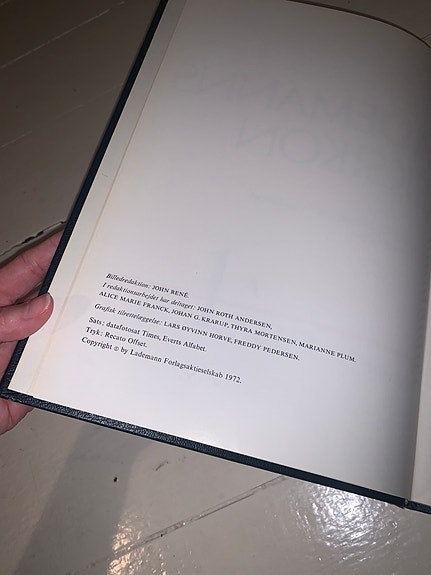 Billedredaktion: JOHN RENÉ.
I redaktionsarbejdet har deltaget: JOHN ROTH ANDERSEN,
ALICE MARIE FRANCK, JOHAN G. KRARUP, THYRA MORTENSEN, MARIANNE PLUM.
Grafisk tilrettelæggelse: LARS ØYVINN HORVE, FREDDY PEDERSEN.
Sats: datafotosat Times, Everts Alfabet.
Tryk: Recato Offset.
Copyright © by Lademann Forlagsaktieselskab 1972.